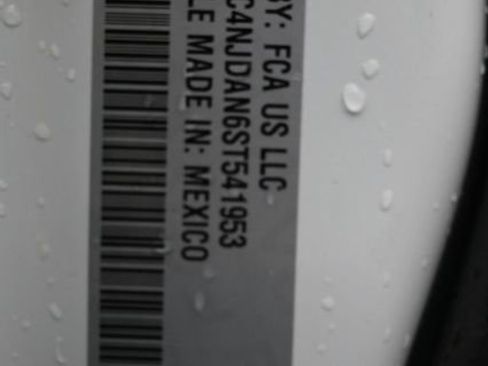 BY: FCA US LLC
C4NJDAN6ST541953
LE MADE IN: MEXICO